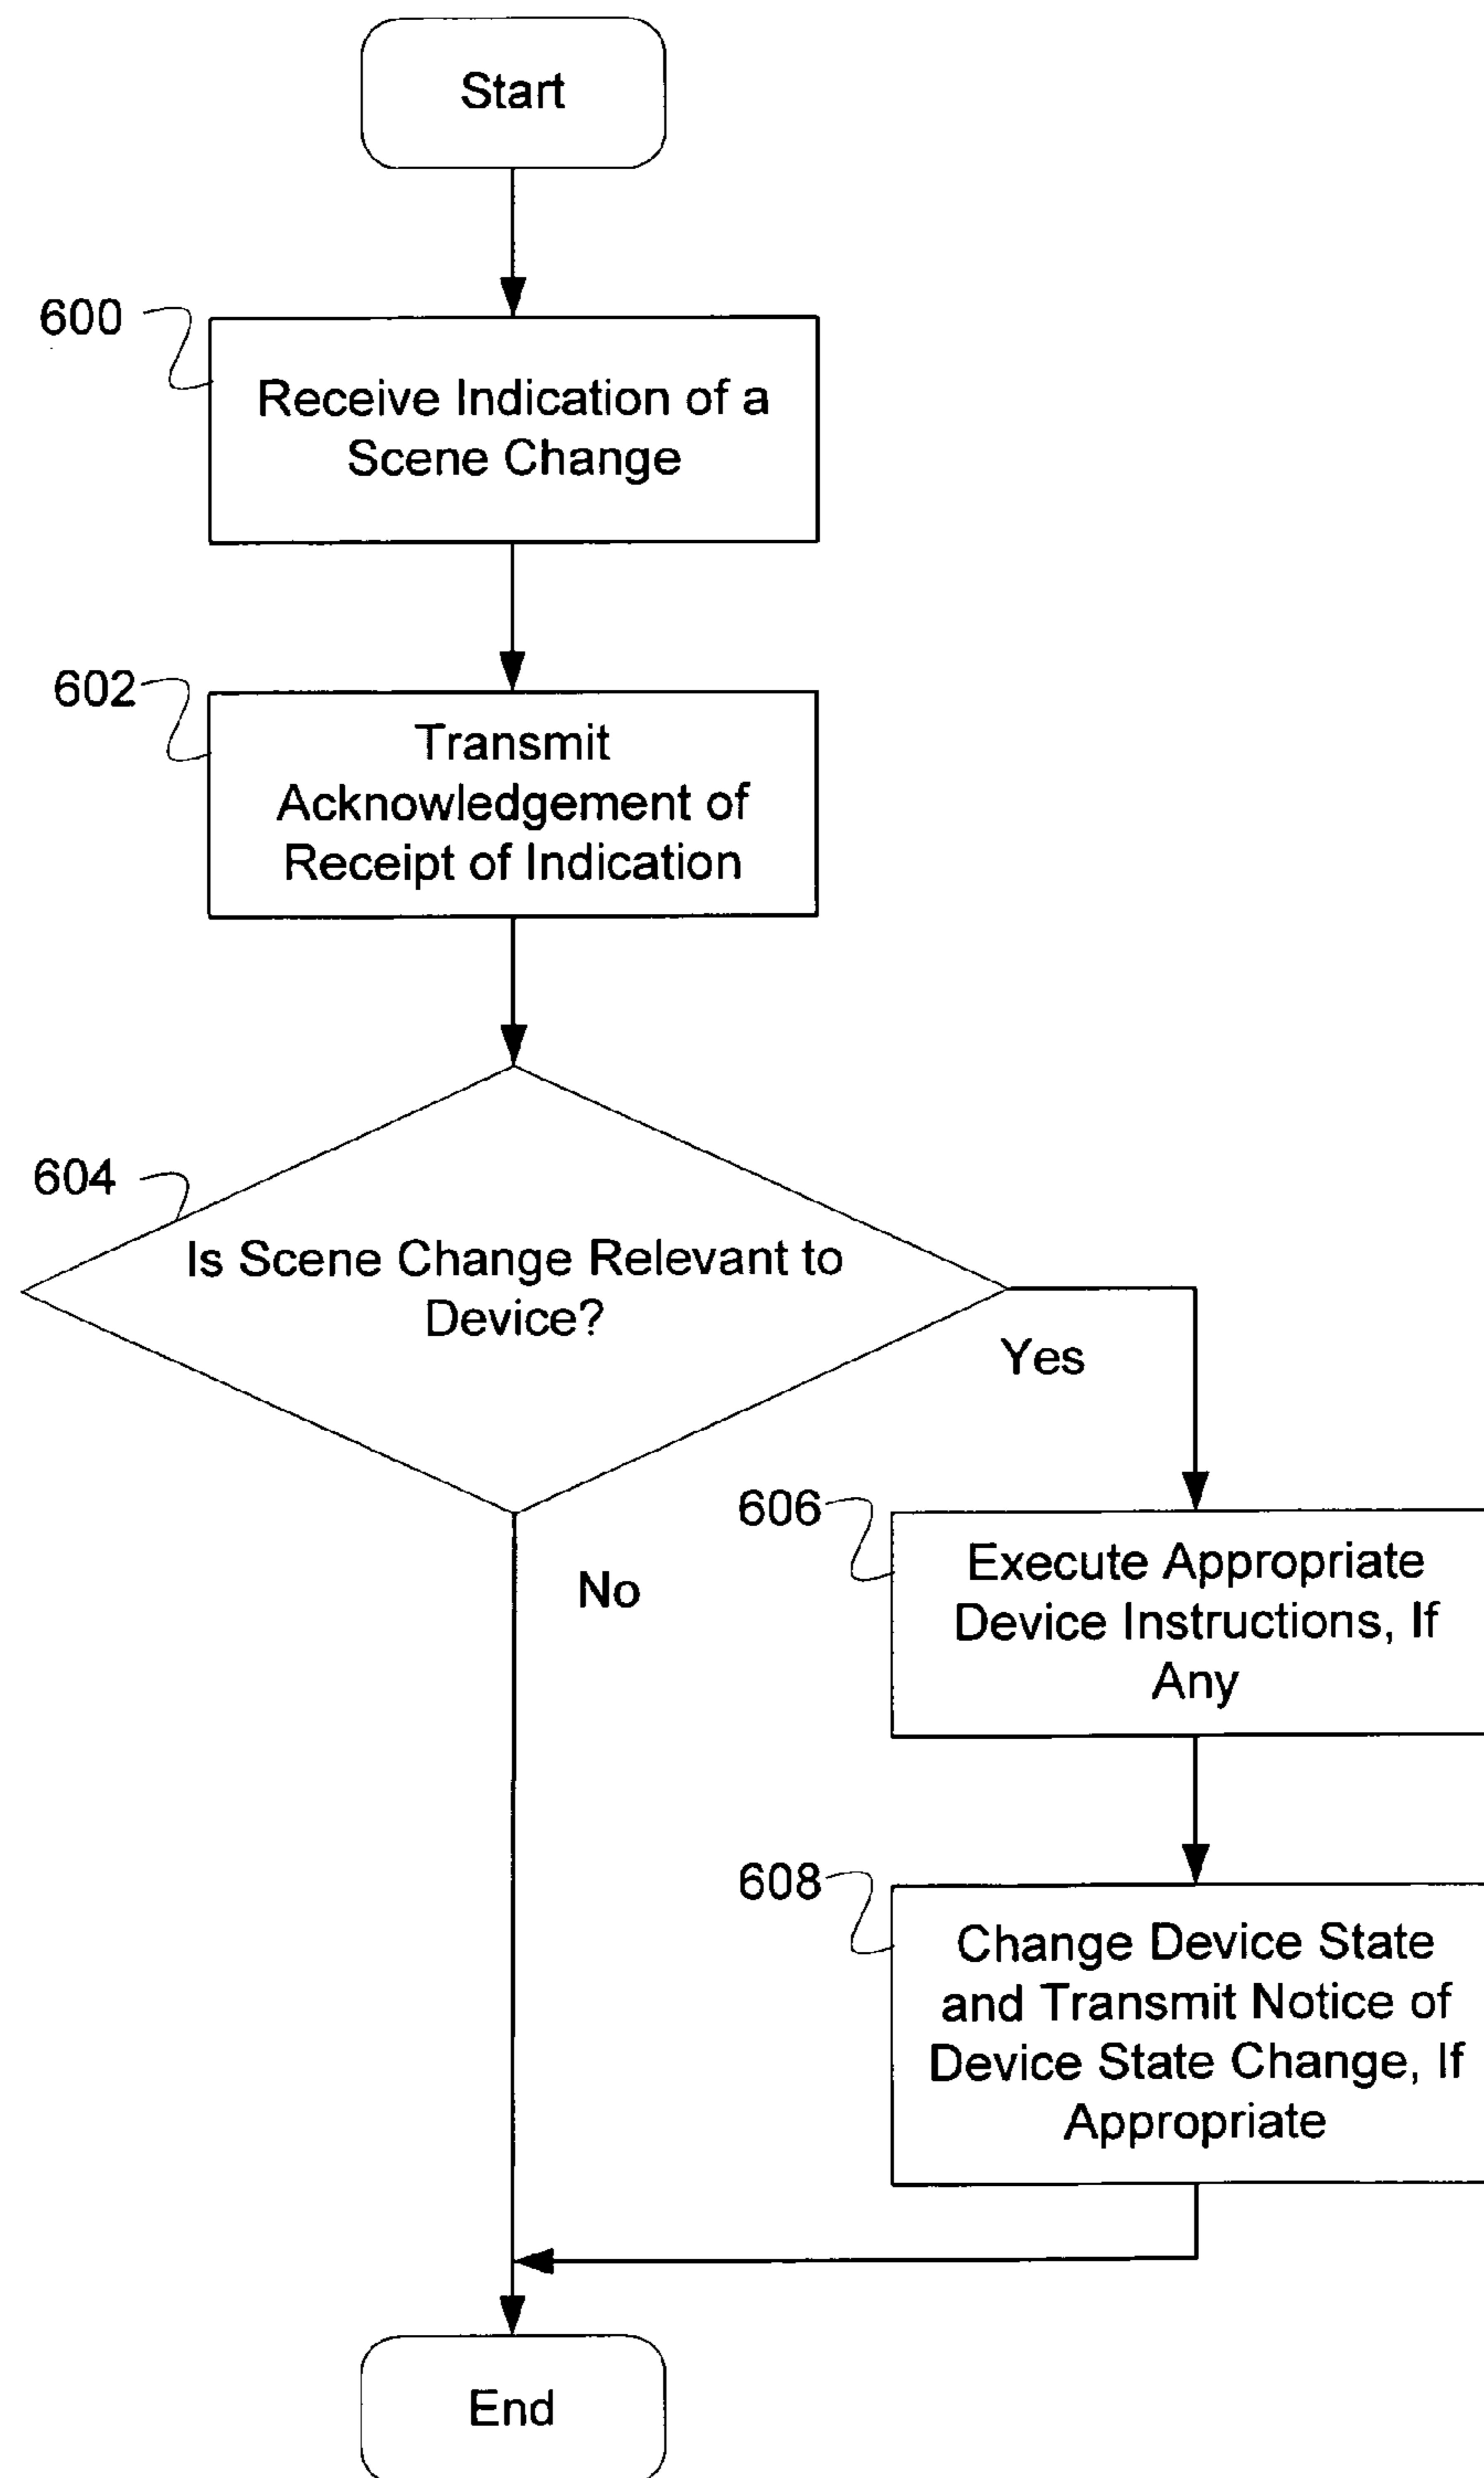 Start
600
Receive Indication of a
Scene Change
602
Transmit
Acknowledgement of
Receipt of Indication
604
Is Scene Change Relevant to
Device?
Yes
No
606
Execute Appropriate
Device Instructions, If
Any
608
Change Device State
and Transmit Notice of
Device State Change, If
Appropriate
End